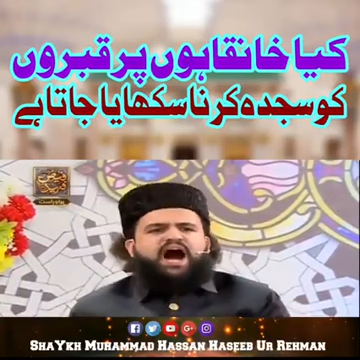 کیا خانقاہوں پر قبروں
کو سجدہ کرنا سکھایا جاتا ہے
ShaYkh Muhammad Hassan Haseeb Ur Rehman